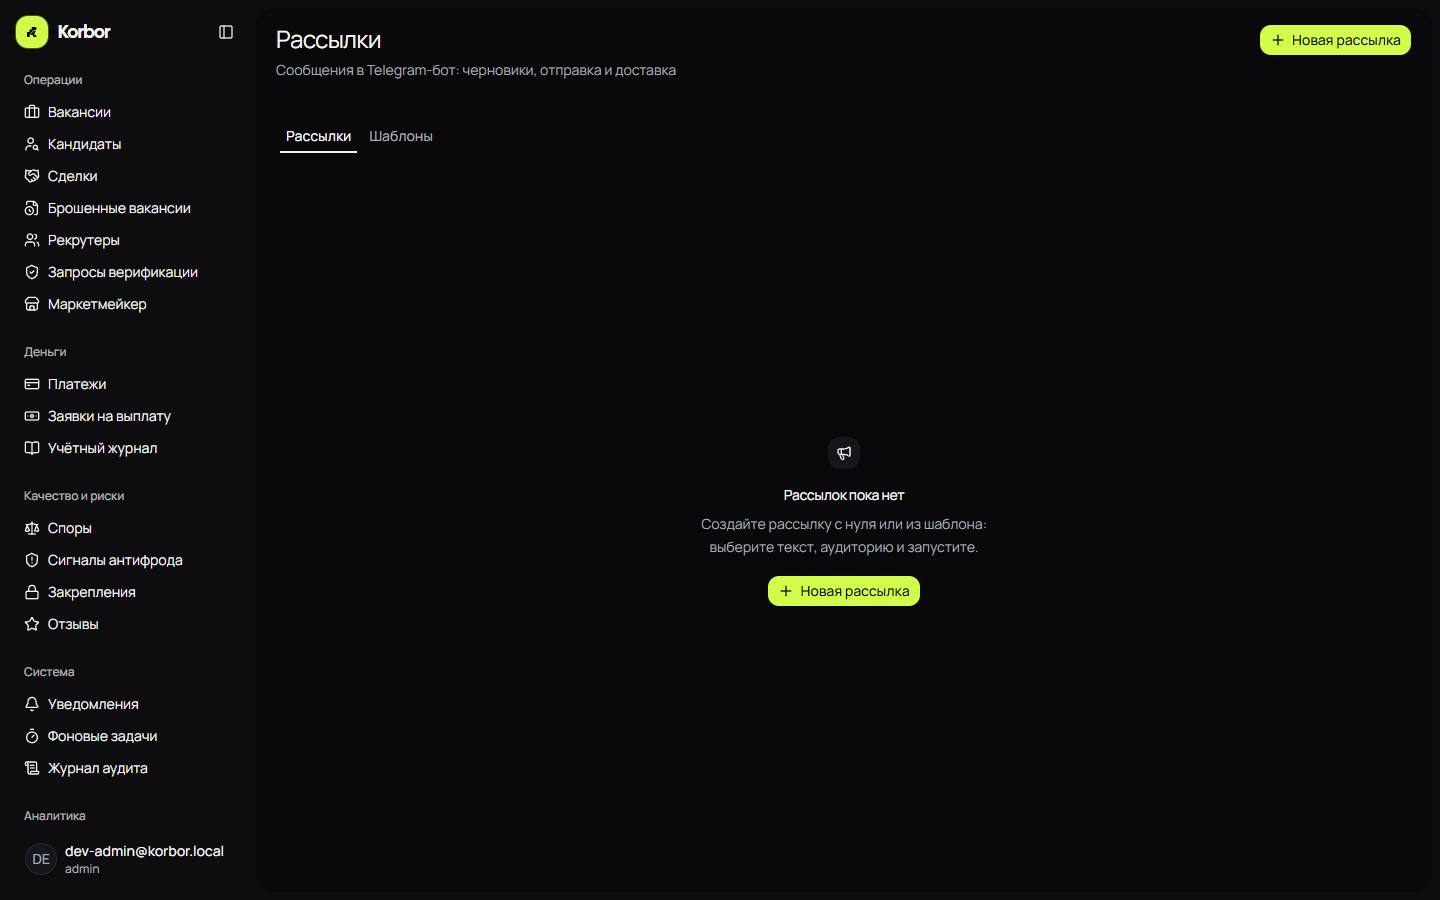 Korbor
Операции
Вакансии
Кандидаты
Сделки
Брошенные вакансии
Рекрутеры
Запросы верификации
Маркетмейкер
Деньги
Платежи
Заявки на выплату
Учётный журнал
Качество и риски
Споры
Сигналы антифрода
Закрепления
Отзывы
Система
Уведомления
Фоновые задачи
Журнал аудита
Аналитика
DE
dev-admin@korbor.local
admin
Рассылки
Сообщения в Telegram-бот: черновики, отправка и доставка
Новая рассылка
Рассылки
Шаблоны
Рассылок пока нет
Создайте рассылку с нуля или из шаблона:
выберите текст, аудиторию и запустите.
Новая рассылка